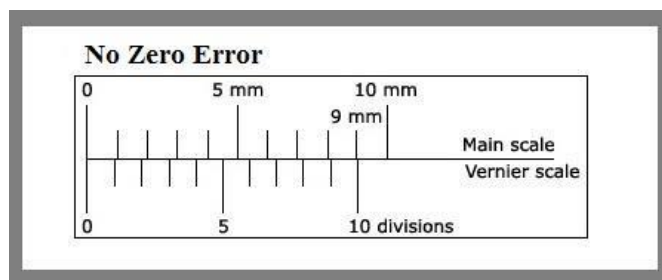 No Zero Error
0 5 mm 10 mm
9 mm
Main scale
Vernier scale
0 5 10 divisions